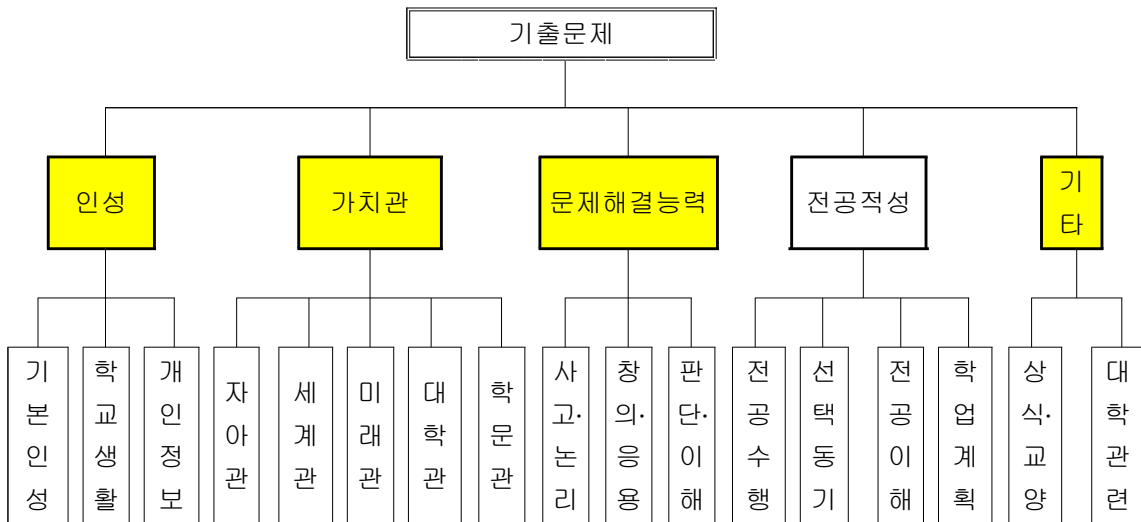 기출문제
인성
가치관
문제해결능력
전공적성
기타
기본인성
학교생활
개인정보
자아관
세계관
미래관
대학관
학문관
사고·논리
창의·응용
판단·이해
전공수행
선택동기
전공이해
학업계획
상식·교양
대학관련